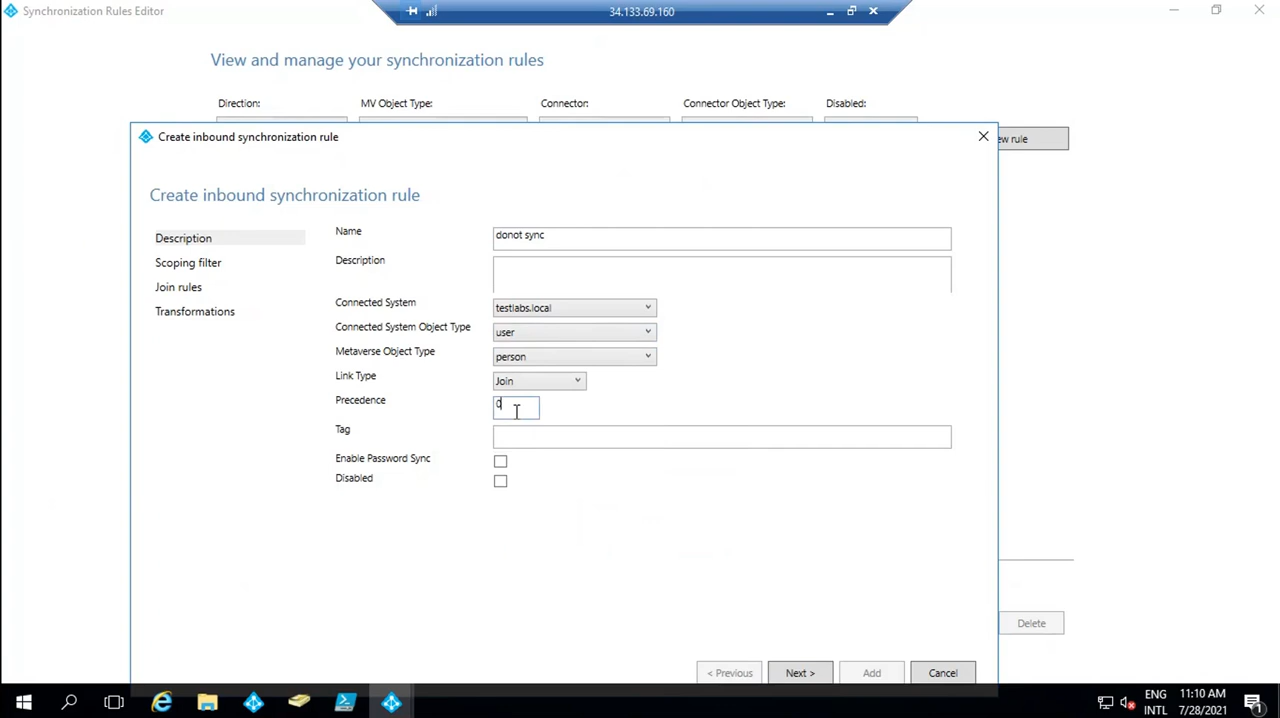 Synchronization Rules Editor
34.133.69.160
View and manage your synchronization rules
Direction:
MV Object Type:
Connector:
Connector Object Type:
Disabled:
Create inbound synchronization rule
ew rule
Create inbound synchronization rule
Description
Scoping filter
Join rules
Transformations
Name
donot sync
Description
Connected System
testlabs.local
Connected System Object Type
user
Metaverse Object Type
person
Link Type
Join
Precedence
0
Tag
Enable Password Sync
Disabled
Delete
< Previous
Next >
Add
Cancel
ENG
INTL
11:10 AM
7/28/2021
1